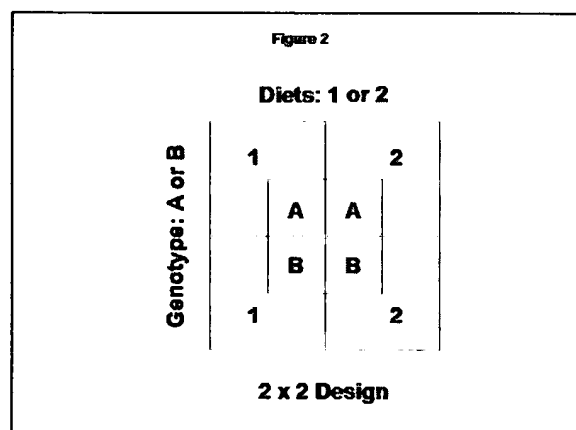 Figure 2
Diets: 1 or 2
Genotype: A or B
1 2
A A
B B
1 2
2 x 2 Design